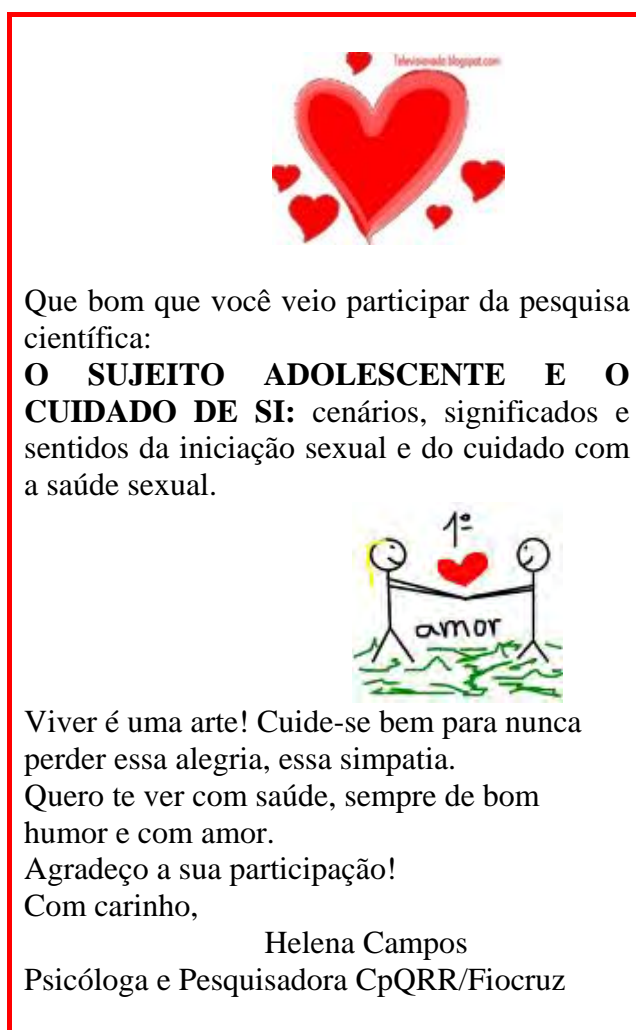 Televisionado.blogspot.com
Que bom que você veio participar da pesquisa
científica:
O SUJEITO ADOLESCENTE E O
CUIDADO DE SI: cenários, significados e
sentidos da iniciação sexual e do cuidado com
a saúde sexual.
1º
amor
Viver é uma arte! Cuide-se bem para nunca
perder essa alegria, essa simpatia.
Quero te ver com saúde, sempre de bom
humor e com amor.
Agradeço a sua participação!
Com carinho,
Helena Campos
Psicóloga e Pesquisadora CpQRR/Fiocruz